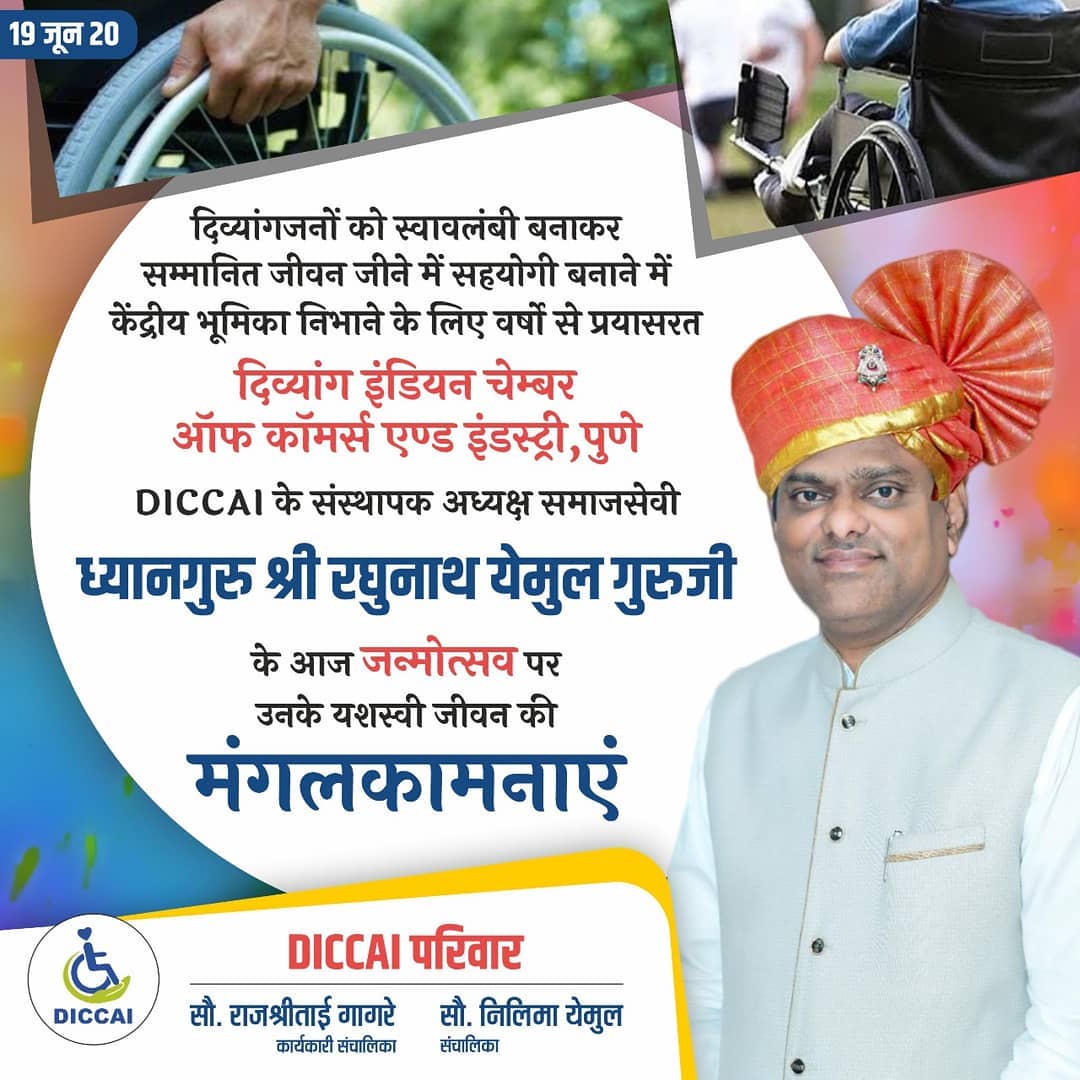 19 जून 20
दिव्यांगजनों को स्वावलंबी बनाकर
सम्मानित जीवन जीने में सहयोगी बनाने में
केंद्रीय भूमिका निभाने के लिए वर्षो से प्रयासरत
दिव्यांग इंडियन चेम्बर
ऑफ कॉमर्स एण्ड इंडस्ट्री,पुणे
DICCAI के संस्थापक अध्यक्ष समाजसेवी
ध्यानगुरु श्री रघुनाथ येमुल गुरुजी
के आज जन्मोत्सव पर
उनके यशस्वी जीवन की
मंगलकामनाएं
DICCAI
DICCAI परिवार
सौ. राजश्रीताई गागरे
कार्यकारी संचालिका
सौ. निलिमा येमुल
संचालिका